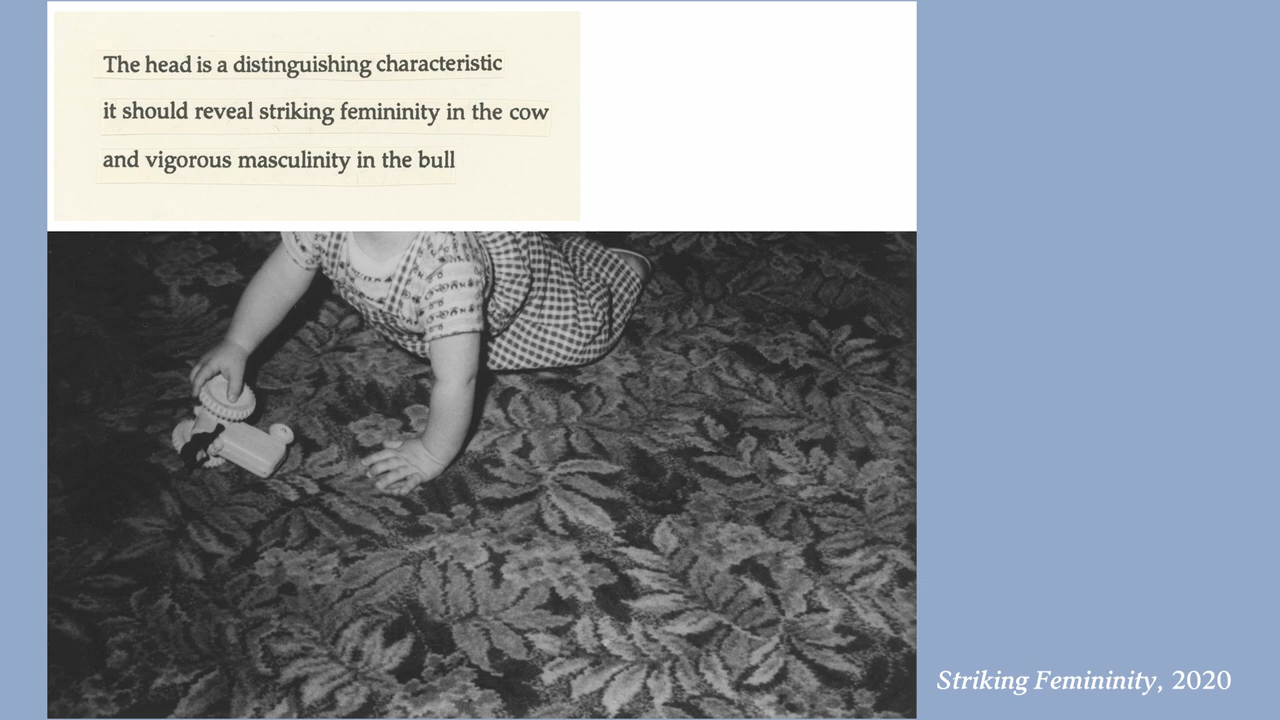 The head is a distinguishing characteristic
it should reveal striking femininity in the cow
and vigorous masculinity in the bull
Striking Femininity, 2020